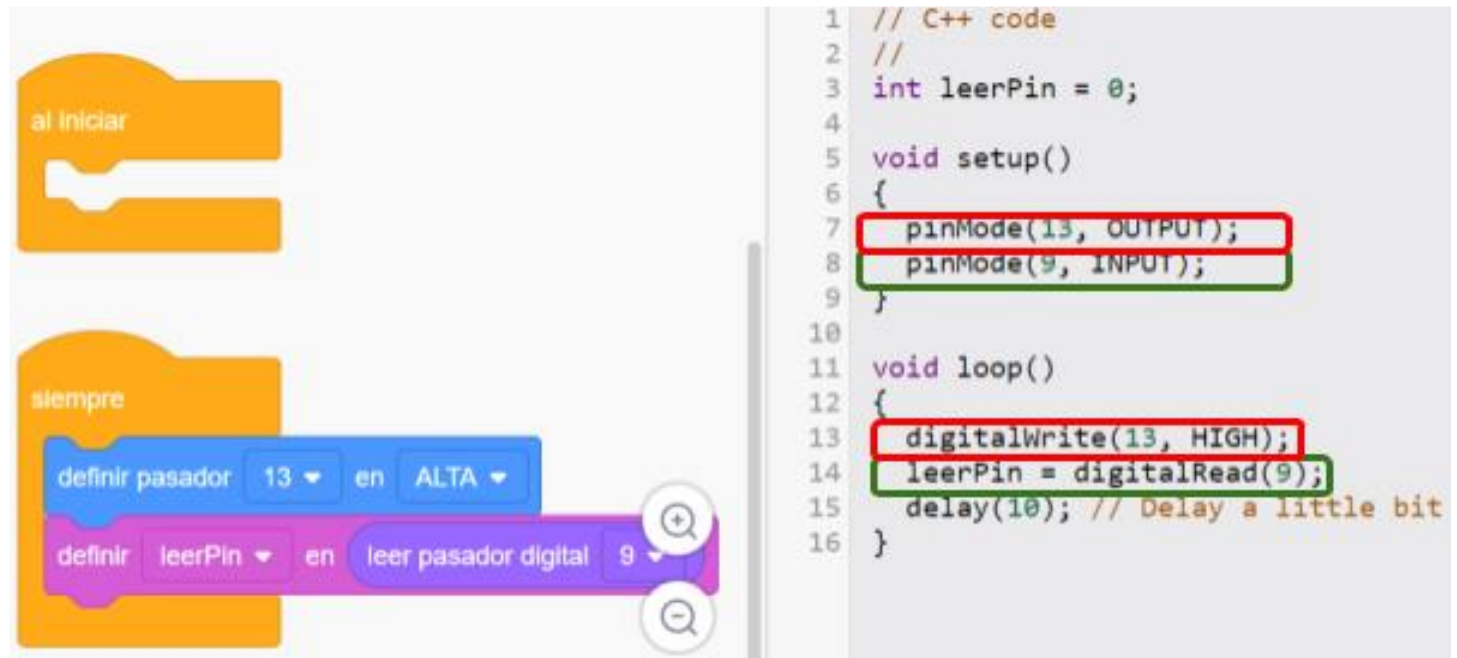 al iniciar
siempre
definir pasador 13 en ALTA
definir leerPin en leer pasador digital 9
1 // C++ code
2 //
3 int leerPin = 0;
4
5 void setup()
6 {
7 pinMode(13, OUTPUT);
8 pinMode(9, INPUT);
9 }
10
11 void loop()
12 {
13 digitalWrite(13, HIGH);
14 leerPin = digitalRead(9);
15 delay(10); // Delay a little bit
16 }